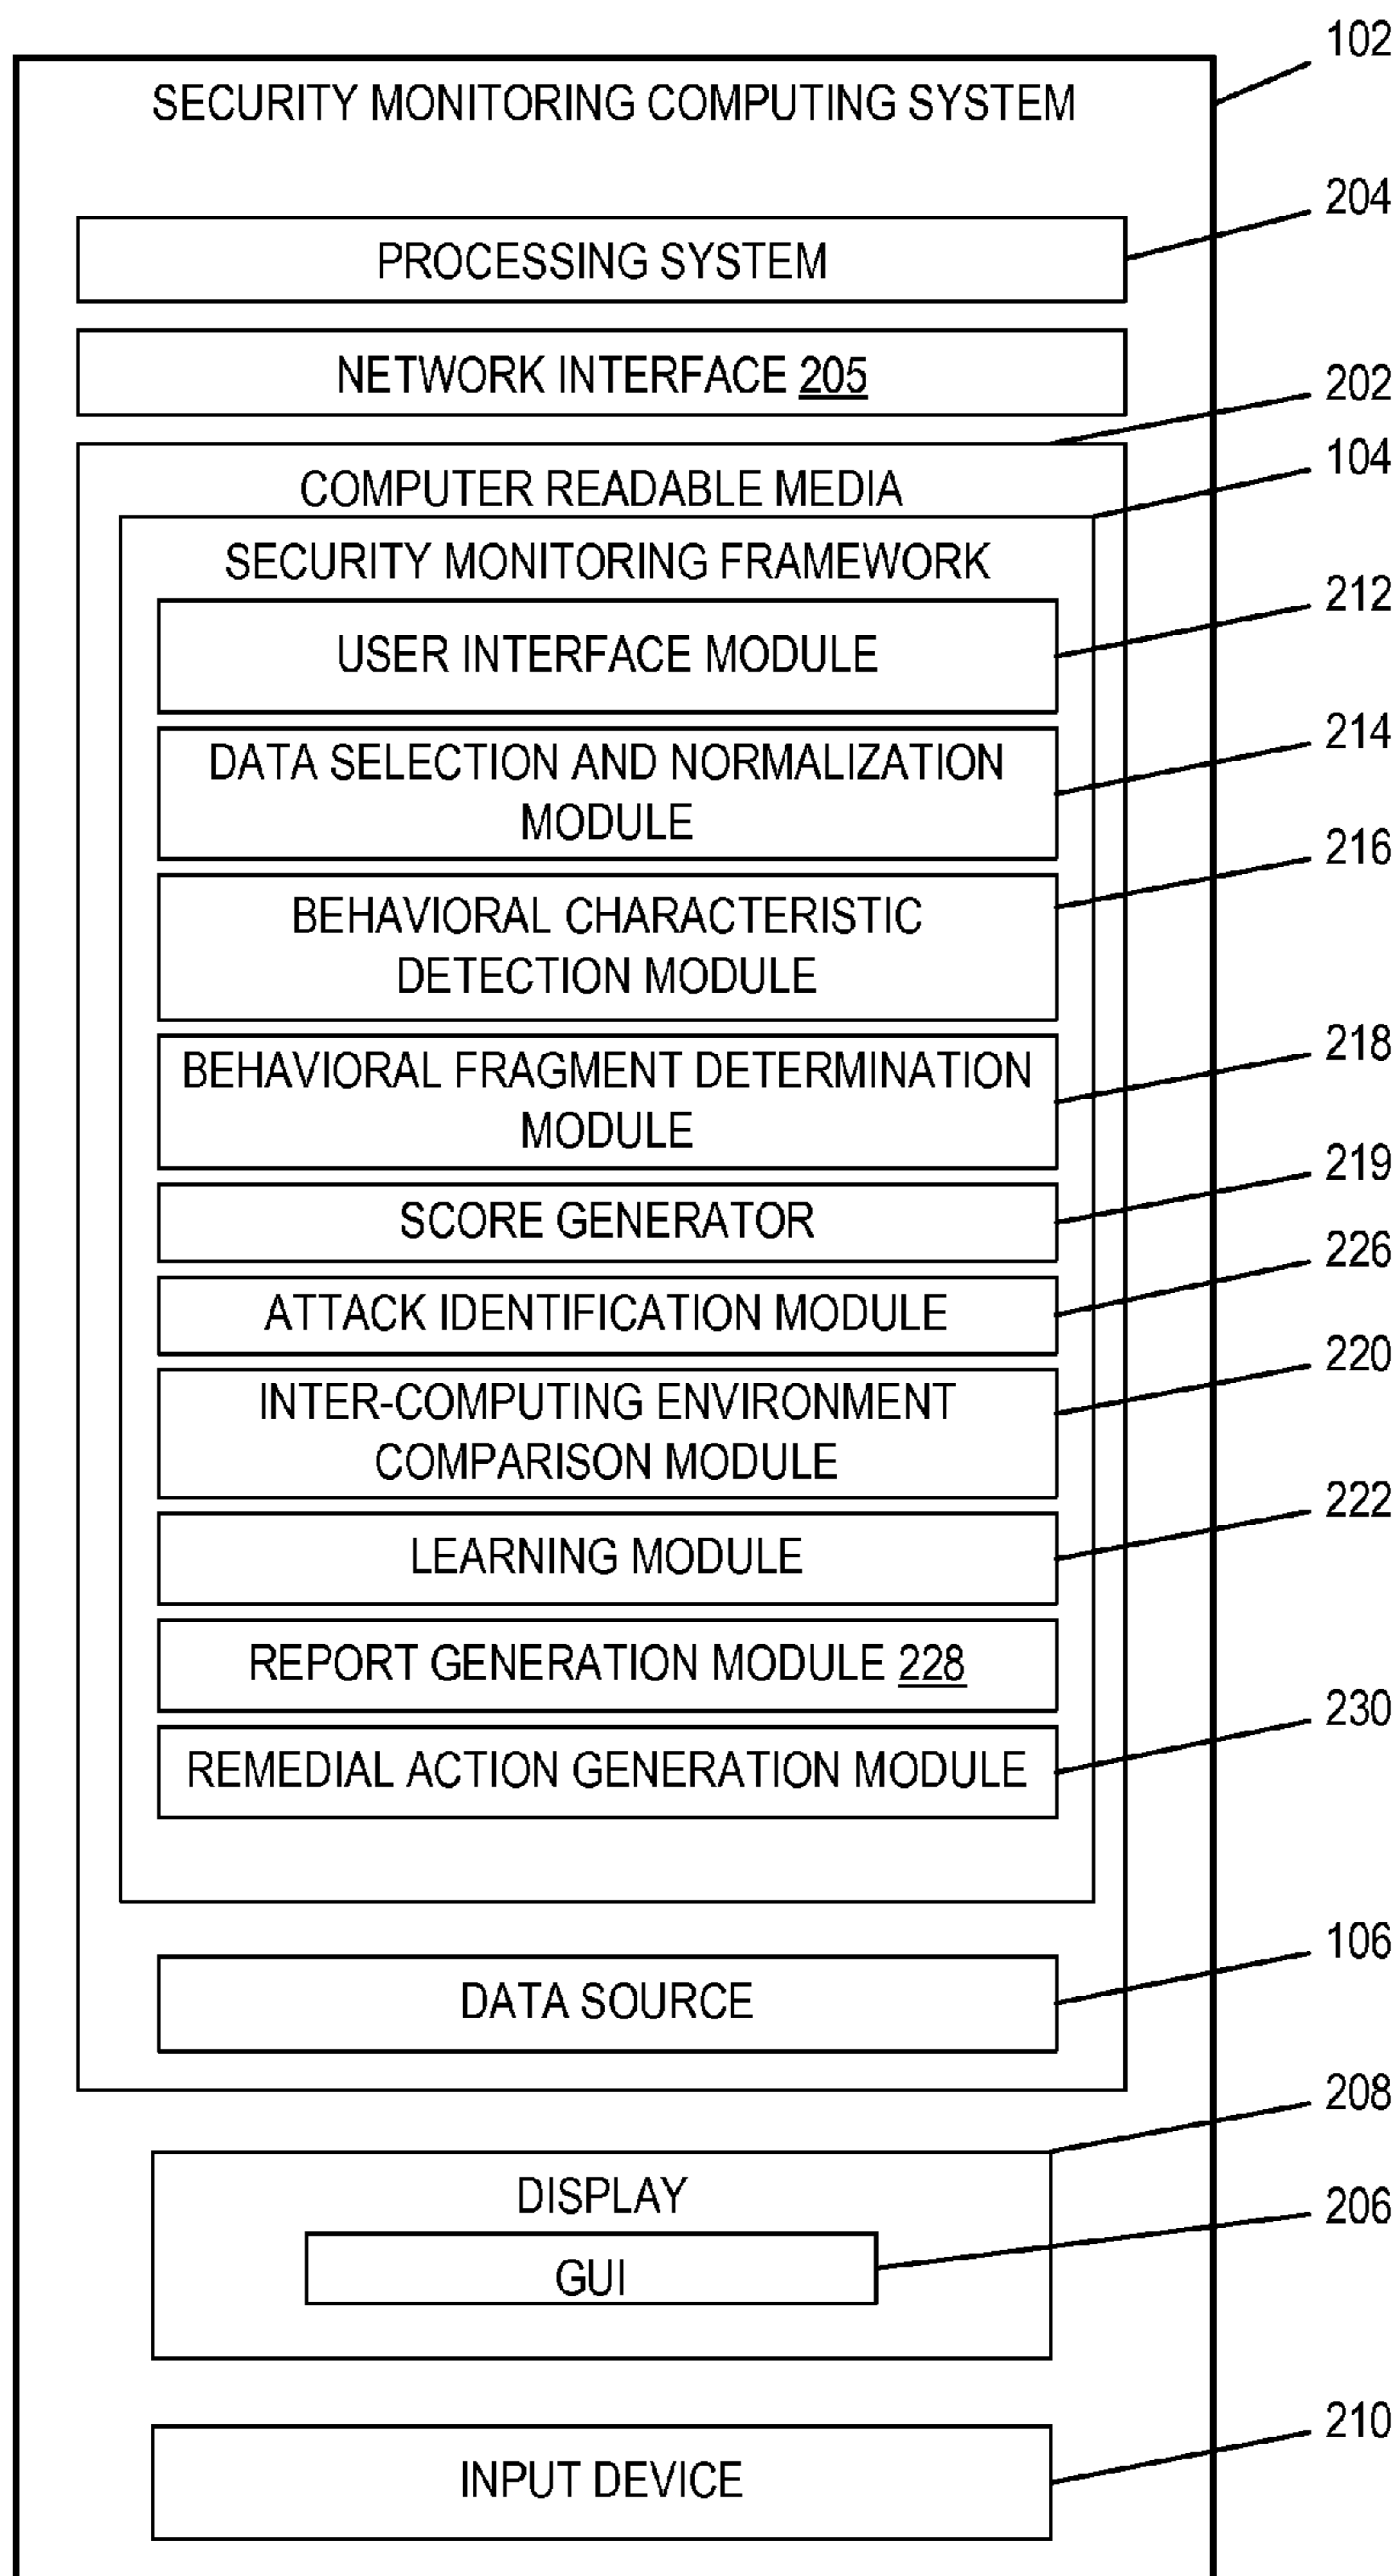 102
SECURITY MONITORING COMPUTING SYSTEM
204
PROCESSING SYSTEM
NETWORK INTERFACE 205
202
COMPUTER READABLE MEDIA
104
SECURITY MONITORING FRAMEWORK
212
USER INTERFACE MODULE
214
DATA SELECTION AND NORMALIZATION
MODULE
216
BEHAVIORAL CHARACTERISTIC
DETECTION MODULE
218
BEHAVIORAL FRAGMENT DETERMINATION
MODULE
219
SCORE GENERATOR
226
ATTACK IDENTIFICATION MODULE
220
INTER-COMPUTING ENVIRONMENT
COMPARISON MODULE
222
LEARNING MODULE
REPORT GENERATION MODULE 228
230
REMEDIAL ACTION GENERATION MODULE
106
DATA SOURCE
208
DISPLAY
206
GUI
210
INPUT DEVICE